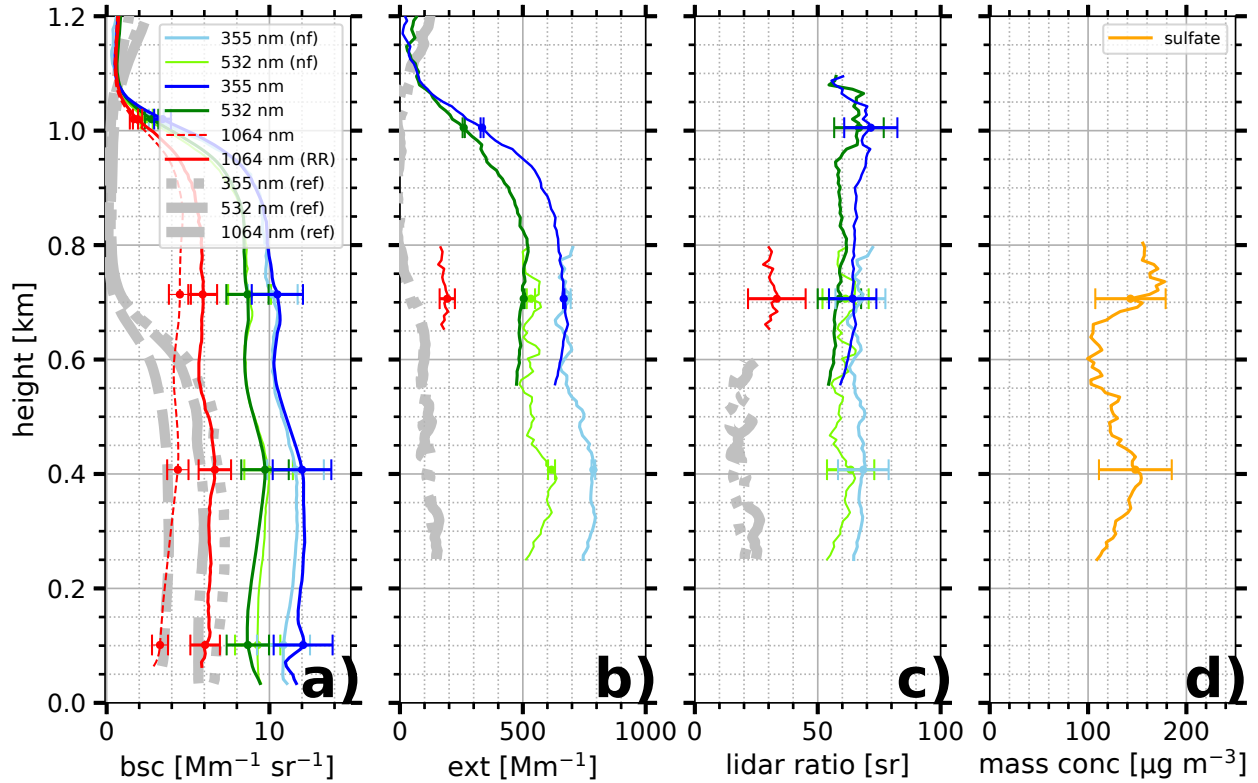 1.2
1.0
0.8
0.6
0.4
0.2
0.0
height [km]
355 nm (nf)
532 nm (nf)
355 nm
532 nm
1064 nm
1064 nm (RR)
355 nm (ref)
532 nm (ref)
1064 nm (ref)
sulfate
a)
b)
c)
d)
0 10
0 500 1000
0 50 100
0 100 200
bsc [Mm⁻¹ sr⁻¹]
ext [Mm⁻¹]
lidar ratio [sr]
mass conc [µg m⁻³]